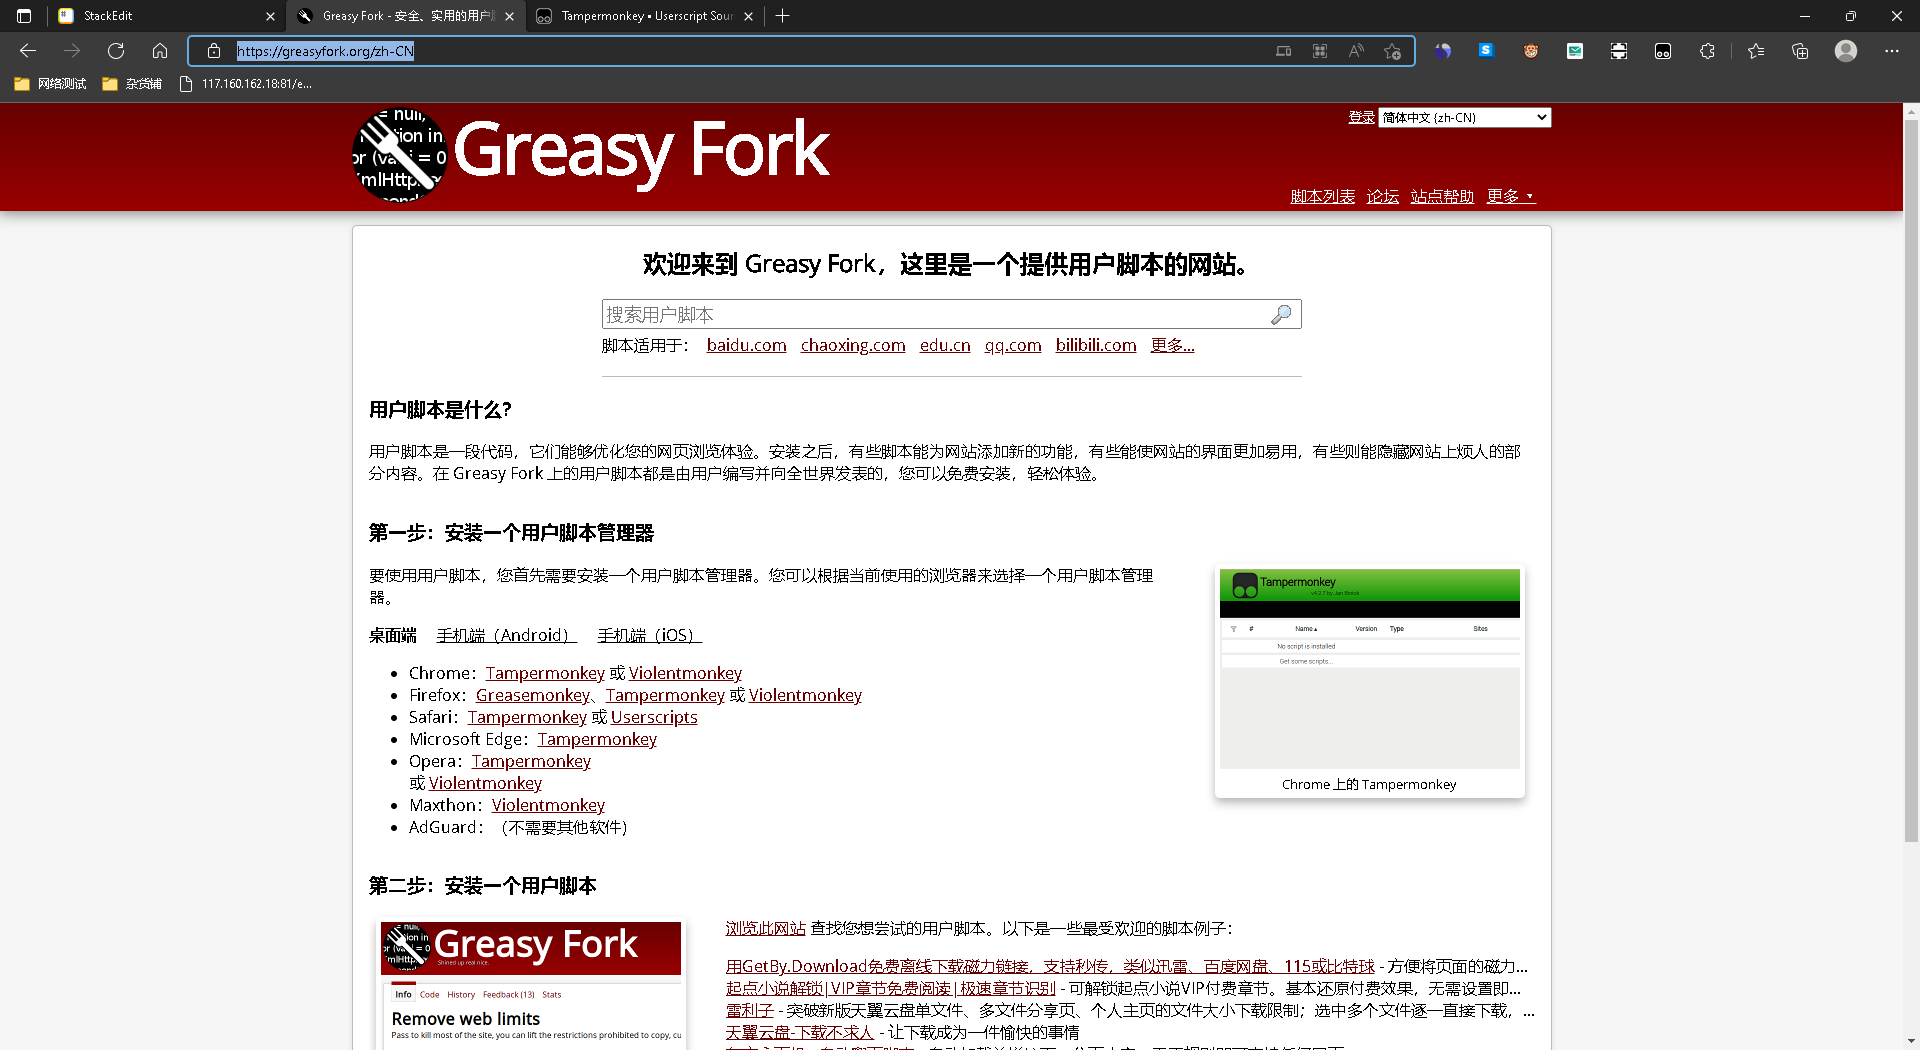 StackEdit
Greasy Fork - 安全、实用的用户脚
Tampermonkey • Userscript Sour
https://greasyfork.org/zh-CN
网络测试
杂货铺
117.160.162.18:81/e...
Greasy Fork
登录
简体中文 (zh-CN)
脚本列表
论坛
站点帮助
更多
欢迎来到 Greasy Fork，这里是一个提供用户脚本的网站。
搜索用户脚本
脚本适用于： baidu.com chaoxing.com edu.cn qq.com bilibili.com 更多...
用户脚本是什么?
用户脚本是一段代码，它们能够优化您的网页浏览体验。安装之后，有些脚本能为网站添加新的功能，有些能使网站的界面更加易用，有些则能隐藏网站上烦人的部
分内容。在 Greasy Fork 上的用户脚本都是由用户编写并向全世界发表的，您可以免费安装，轻松体验。
第一步：安装一个用户脚本管理器
要使用用户脚本，您首先需要安装一个用户脚本管理器。您可以根据当前使用的浏览器来选择一个用户脚本管理
器。
桌面端 手机端（Android） 手机端（iOS）
Chrome：Tampermonkey 或 Violentmonkey
Firefox：Greasemonkey、Tampermonkey 或 Violentmonkey
Safari：Tampermonkey 或 Userscripts
Microsoft Edge：Tampermonkey
Opera：Tampermonkey
或 Violentmonkey
Maxthon：Violentmonkey
AdGuard：（不需要其他软件）
Tampermonkey
# Name Version Type Sites
No script is installed
Get some scripts...
Chrome 上的 Tampermonkey
第二步：安装一个用户脚本
Greasy Fork
Shined up real nice.
Info Code History Feedback (13) Stats
Remove web limits
Pass to kill most of the site, you can lift the restrictions prohibited to copy, cu
浏览此网站 查找您想尝试的用户脚本。以下是一些最受欢迎的脚本例子：
用GetBy.Download免费离线下载磁力链接，支持秒传，类似迅雷、百度网盘、115或比特球 - 方便将页面的磁力...
起点小说解锁|VIP章节免费阅读|极速章节识别 - 可解锁起点小说VIP付费章节。基本还原付费效果，无需设置即...
雷利子 - 突破新版天翼云盘单文件、多文件分享页、个人主页的文件大小下载限制；选中多个文件逐一直接下载，...
天翼云盘-下载不求人 - 让下载成为一件愉快的事情